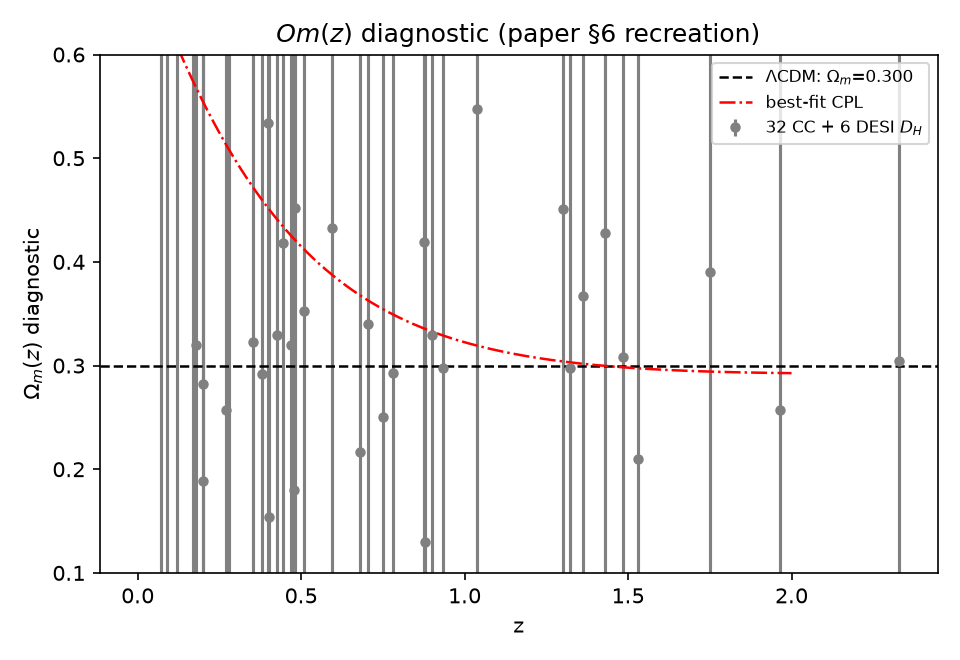 Om(z) diagnostic (paper §6 recreation)
ΛCDM: Ωₘ=0.300
best-fit CPL
32 CC + 6 DESI D_H
Ωₘ(z) diagnostic
0.6
0.5
0.4
0.3
0.2
0.1
0.0 0.5 1.0 1.5 2.0
z